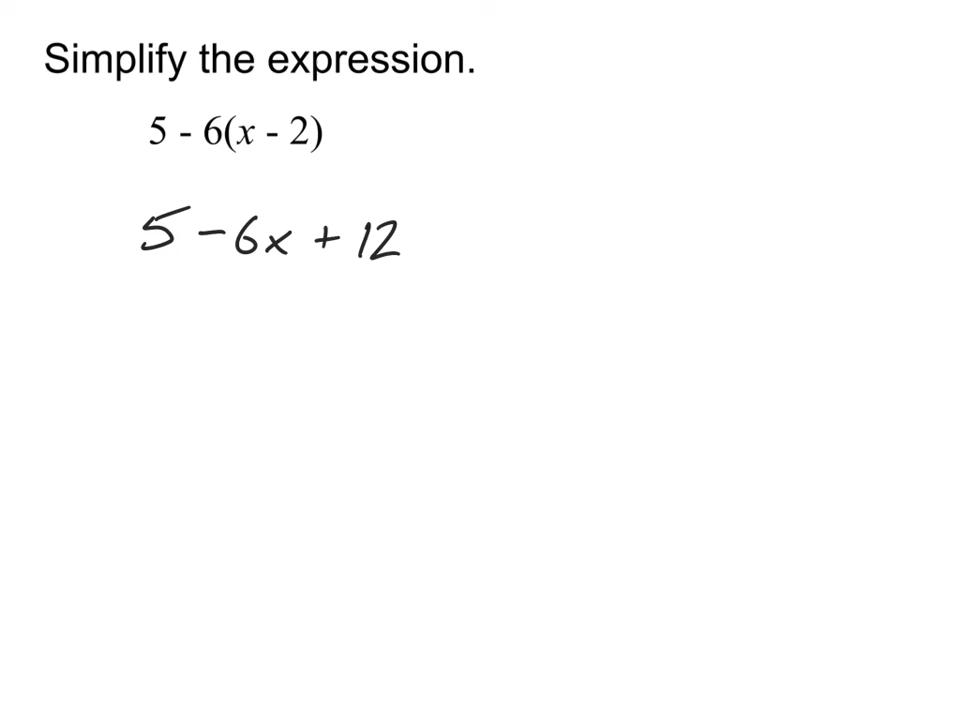 Simplify the expression.
5 - 6(x - 2)
5 - 6x + 12